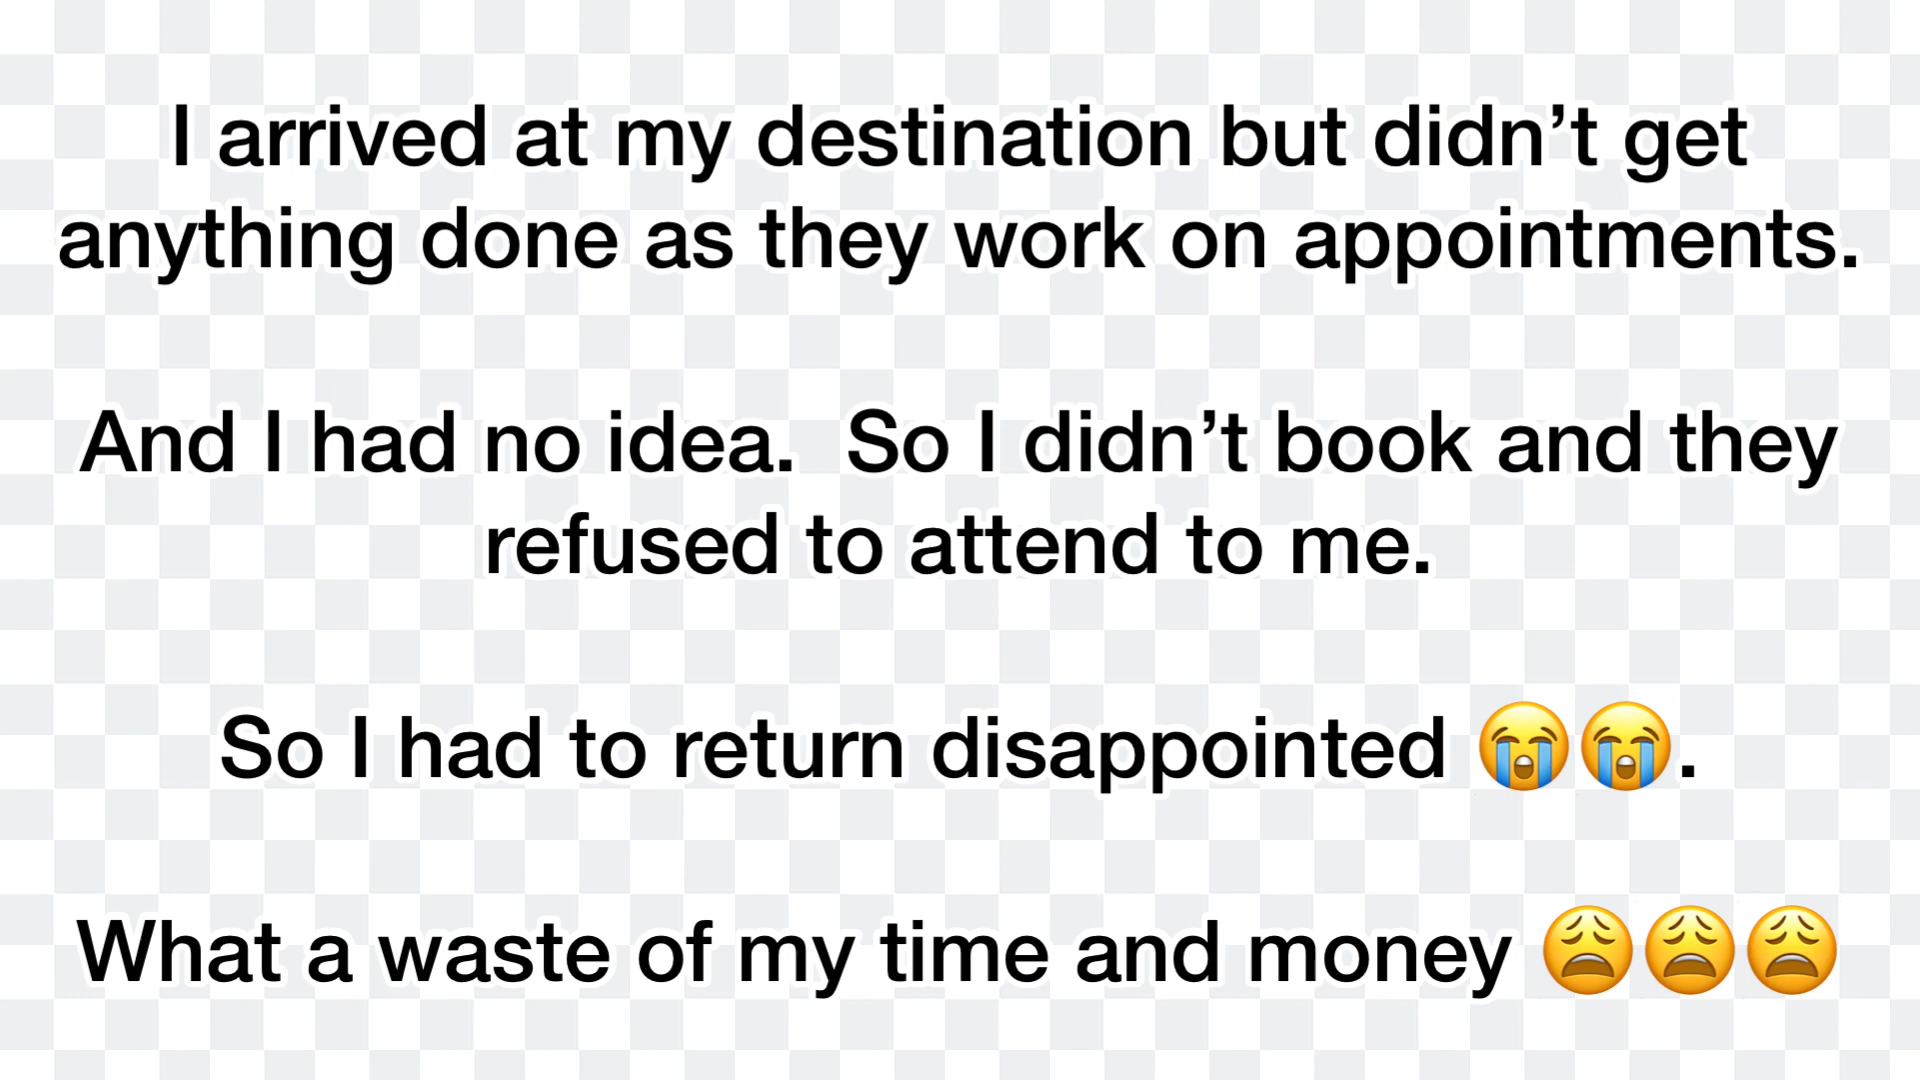 I arrived at my destination but didn’t get
anything done as they work on appointments.
And I had no idea.  So I didn’t book and they
refused to attend to me.
So I had to return disappointed 😭😭.
What a waste of my time and money 😩😩😩